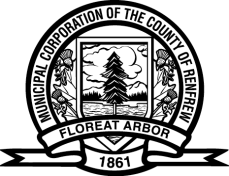 MUNICIPAL CORPORATION OF THE COUNTY OF RENFREW
FLOREAT ARBOR
1861